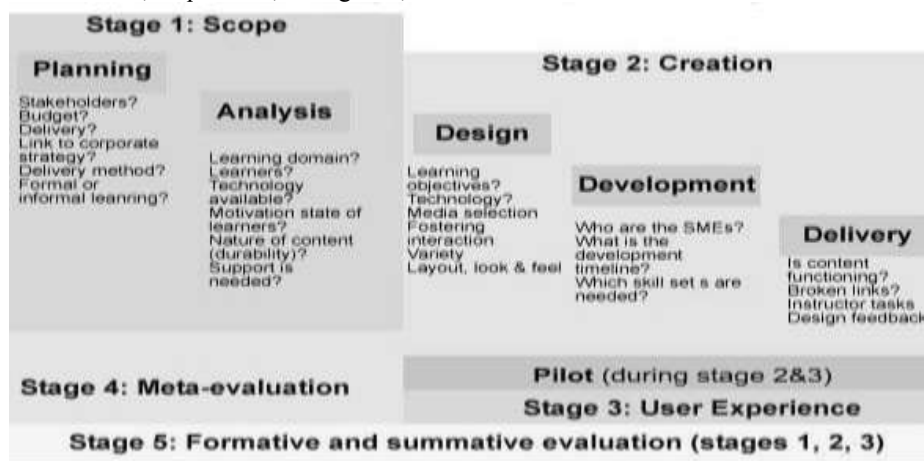 Stage 1: Scope
Planning
Stakeholders?
Budget?
Delivery?
Link to corporate
strategy?
Delivery method?
Formal or
informal leanring?
Analysis
Learning domain?
Learners?
Technology
available?
Motivation state of
learners?
Nature of content
(durability)?
Support is
needed?
Stage 2: Creation
Design
Learning
objectives?
Technology?
Media selection
Fostering
interaction
Variety
Layout, look & feel
Development
Who are the SMEs?
What is the
development
timeline?
Which skill set s are
needed?
Delivery
Is content
functioning?
Broken links?
Instructor tasks
Design feedback
Pilot (during stage 2&3)
Stage 3: User Experience
Stage 4: Meta-evaluation
Stage 5: Formative and summative evaluation (stages 1, 2, 3)